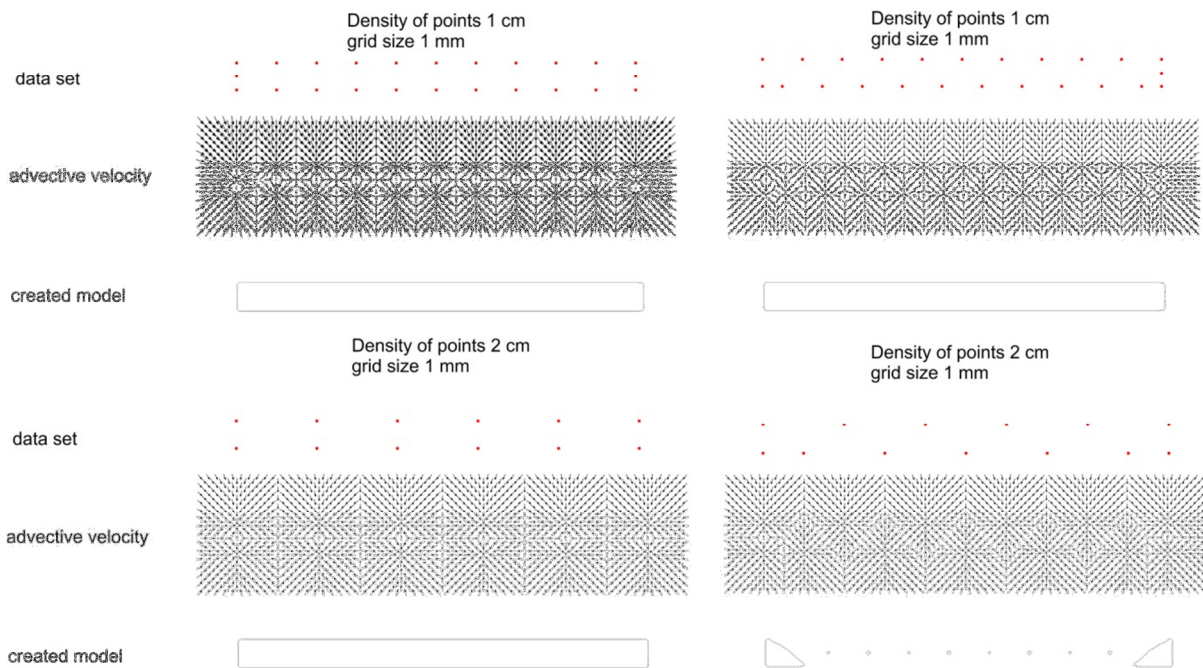 Density of points 1 cm
grid size 1 mm
Density of points 1 cm
grid size 1 mm
data set
advective velocity
created model
Density of points 2 cm
grid size 1 mm
Density of points 2 cm
grid size 1 mm
data set
advective velocity
created model